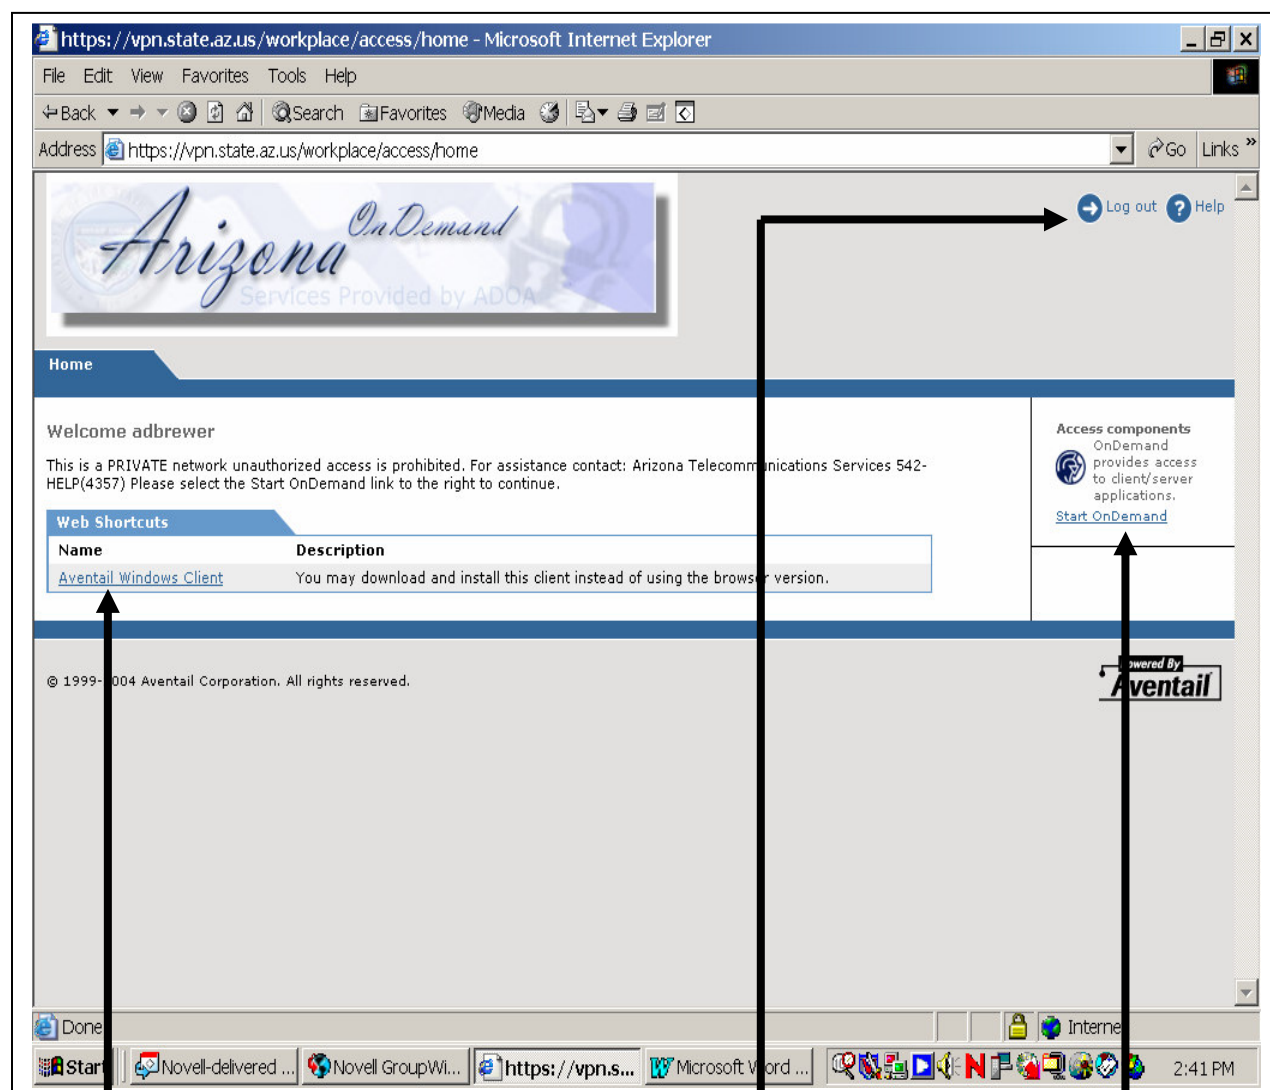 https://vpn.state.az.us/workplace/access/home - Microsoft Internet Explorer
File Edit View Favorites Tools Help
Back Search Favorites Media
Address https://vpn.state.az.us/workplace/access/home Go Links »
Log out Help
Arizona OnDemand
Services Provided by ADOA
Home
Welcome adbrewer
This is a PRIVATE network unauthorized access is prohibited. For assistance contact: Arizona Telecommunications Services 542-
HELP(4357) Please select the Start OnDemand link to the right to continue.
Web Shortcuts
Name Description
Aventail Windows Client You may download and install this client instead of using the browser version.
Access components
OnDemand
provides access
to client/server
applications.
Start OnDemand
© 1999-2004 Aventail Corporation. All rights reserved.
Powered By
Aventail
Done Internet
Start Novell-delivered ... Novell GroupWi... https://vpn.s... Microsoft Word ... 2:41 PM